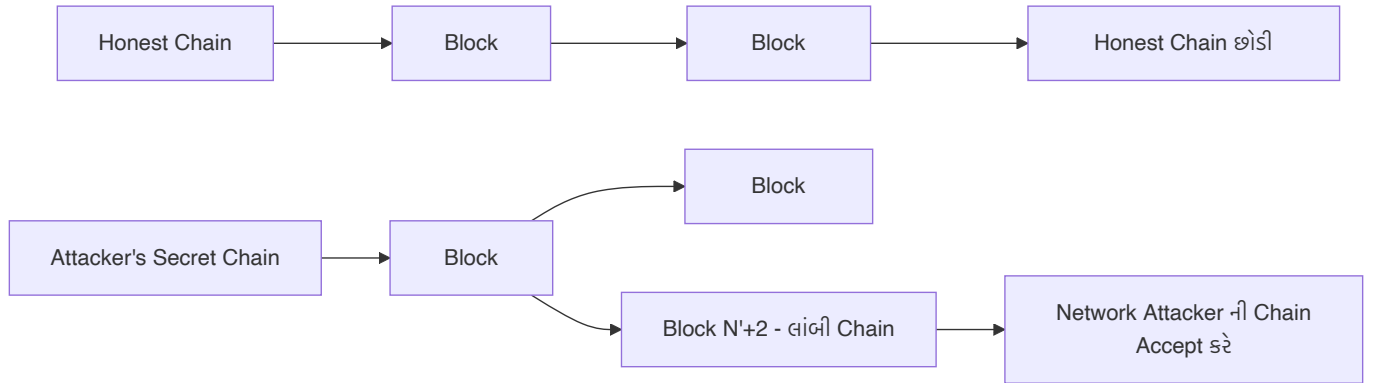 Honest Chain
Block
Block
Honest Chain છોડી
Block
Attacker's Secret Chain
Block
Block N'+2 - લાંબી Chain
Network Attacker ની Chain
Accept કરે